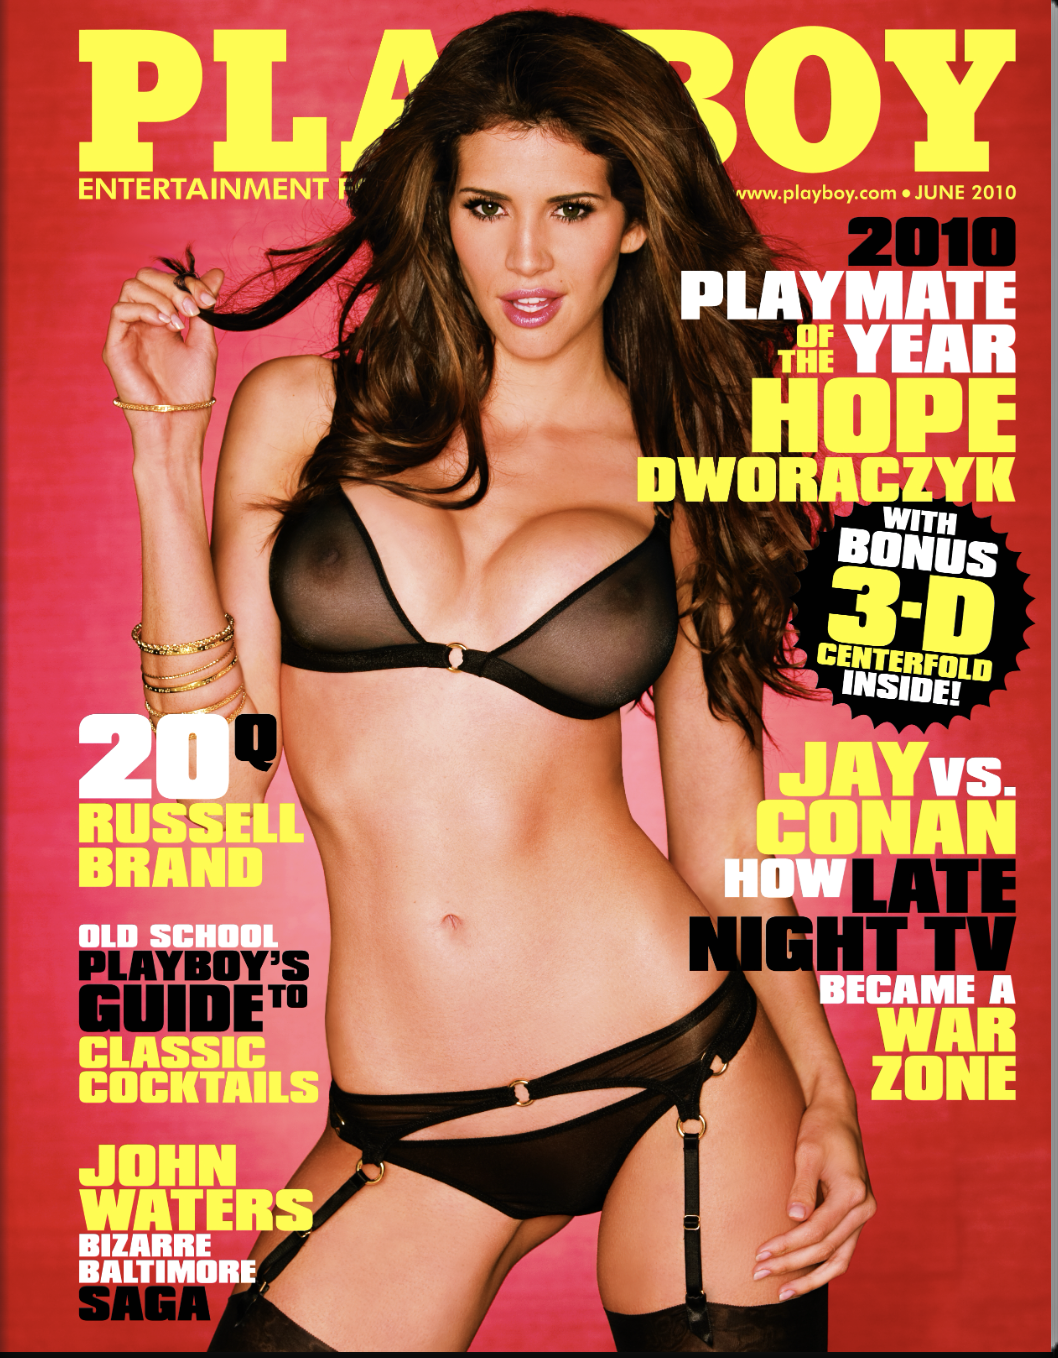 PLAYBOY
ENTERTAINMENT
www.playboy.com • JUNE 2010
2010
PLAYMATE
OF THE YEAR
HOPE
DWORACZYK
WITH
BONUS
3-D
CENTERFOLD
INSIDE!
20Q
RUSSELL
BRAND
OLD SCHOOL
PLAYBOY'S
GUIDE TO
CLASSIC
COCKTAILS
JOHN
WATERS
BIZARRE
BALTIMORE
SAGA
JAY VS.
CONAN
HOW LATE
NIGHT TV
BECAME A
WAR
ZONE